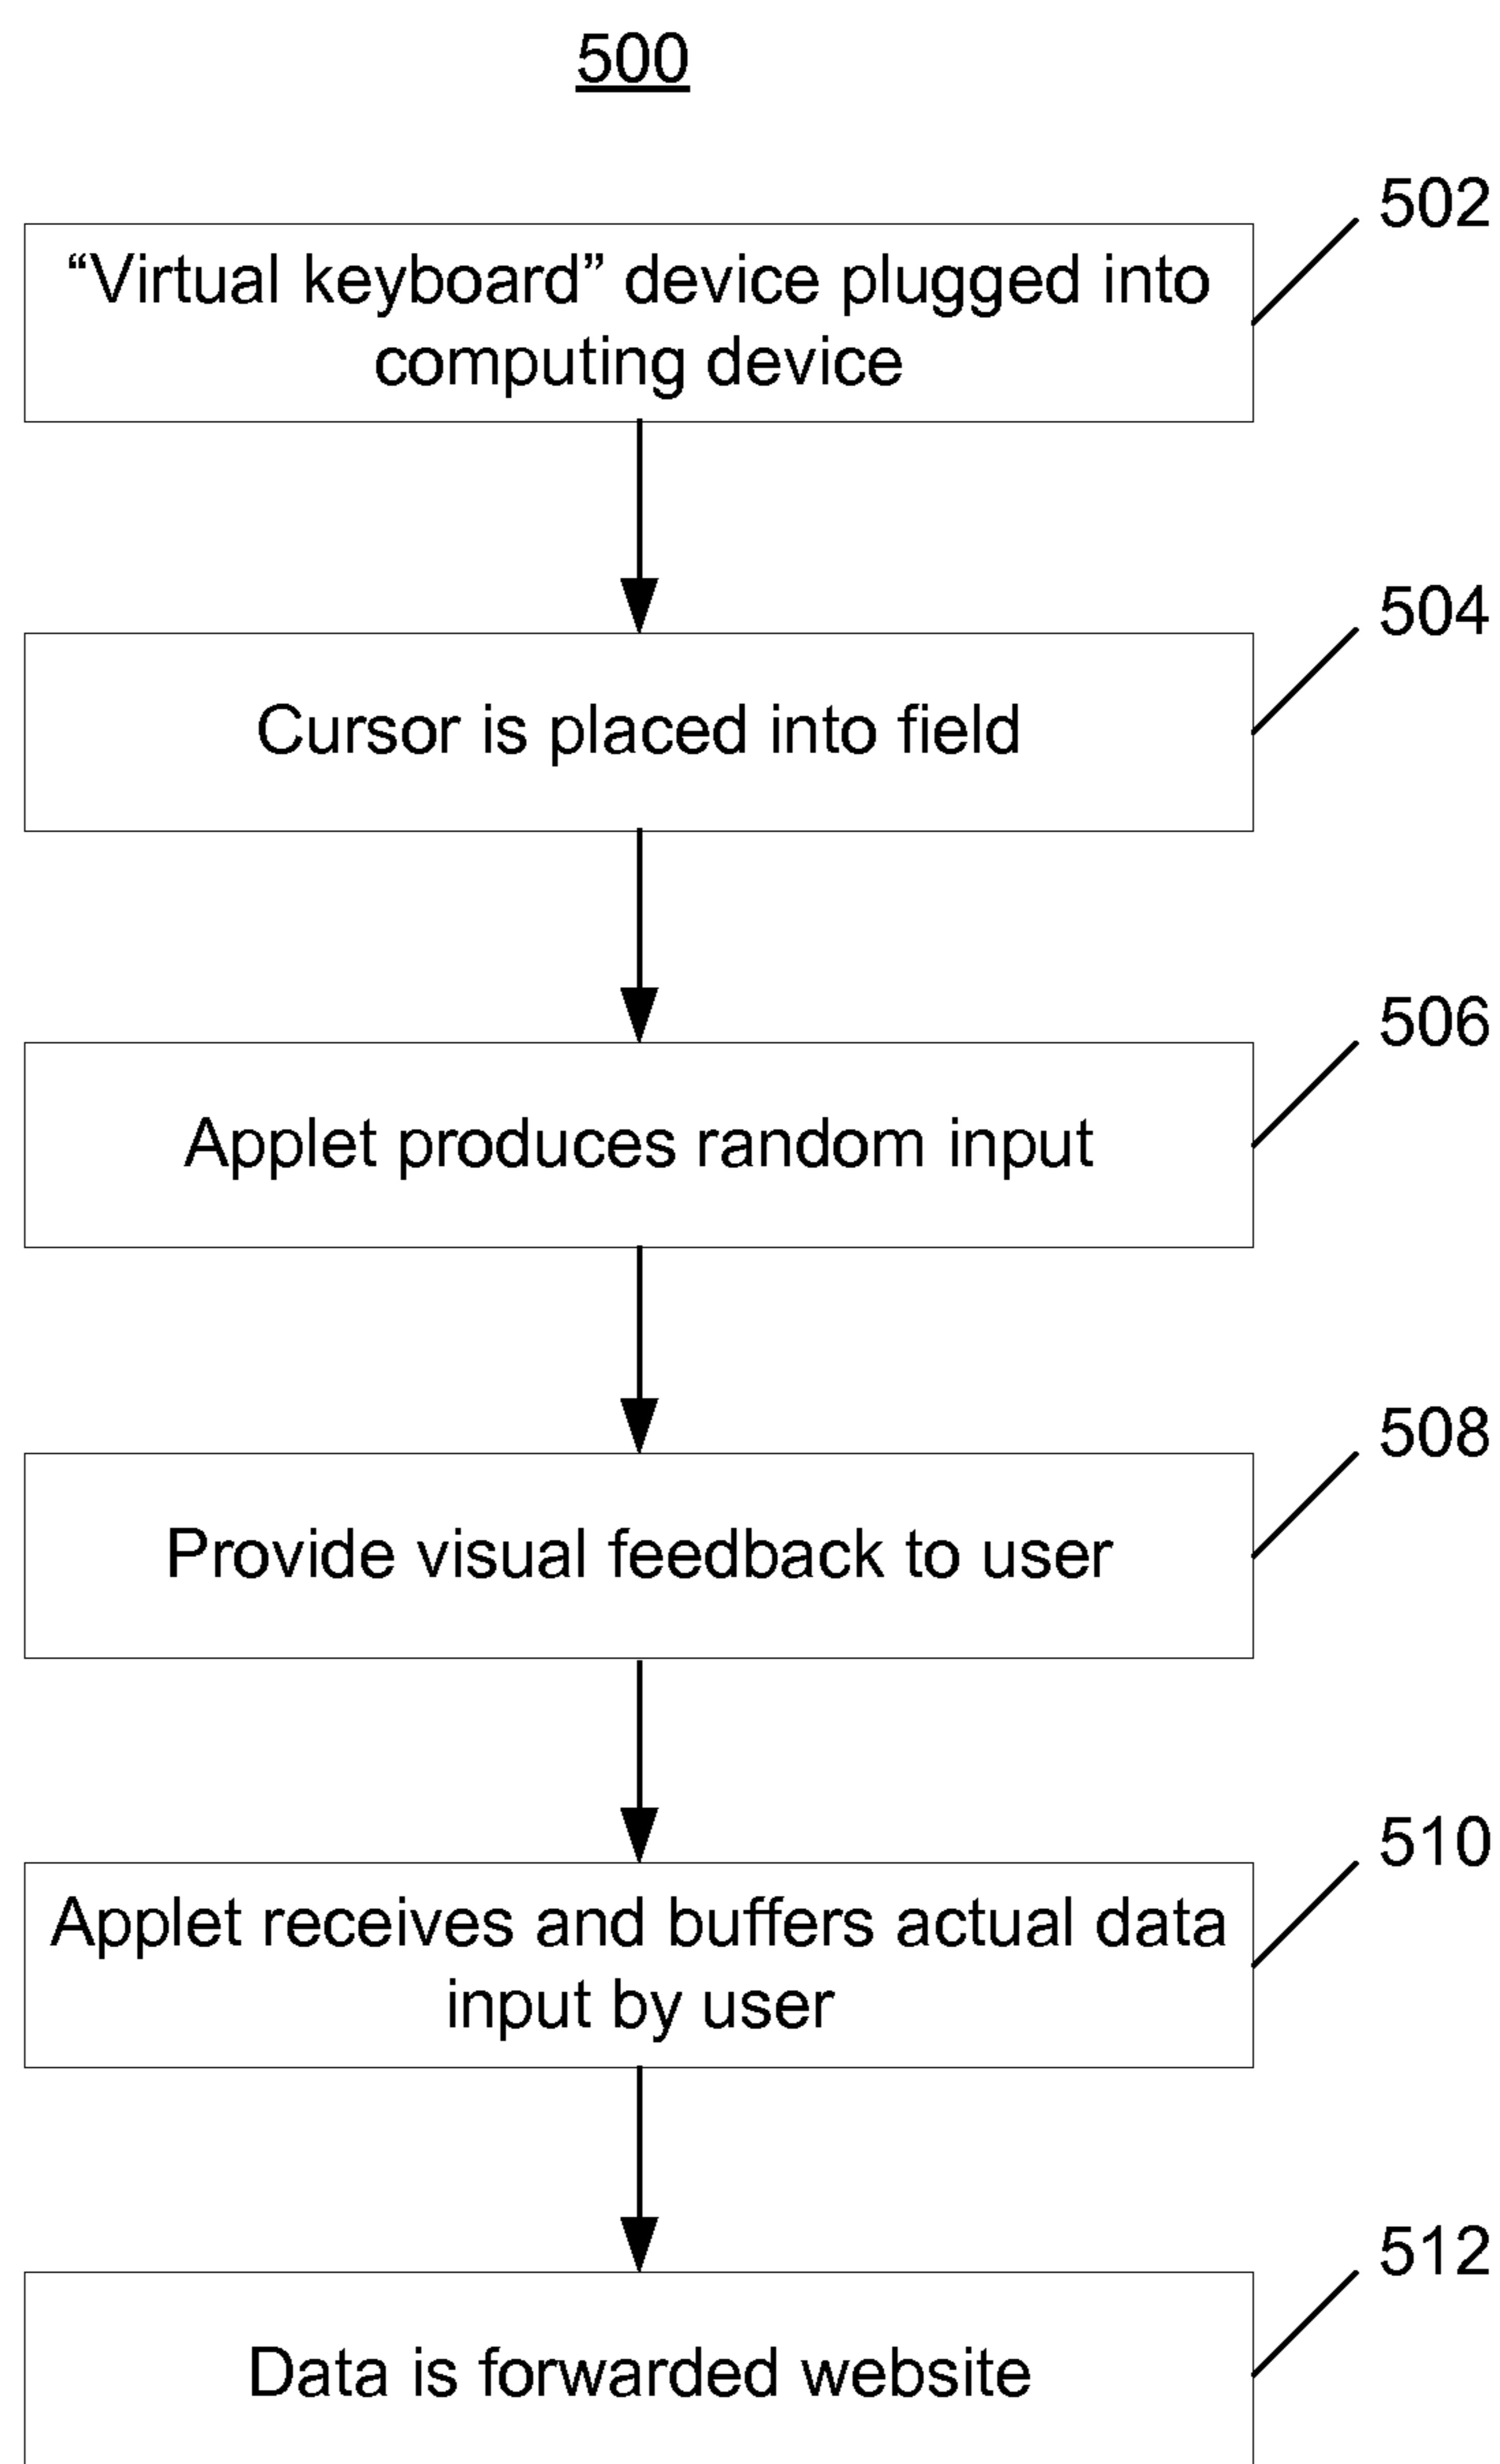 500
502
“Virtual keyboard” device plugged into
computing device
504
Cursor is placed into field
506
Applet produces random input
508
Provide visual feedback to user
510
Applet receives and buffers actual data
input by user
512
Data is forwarded website